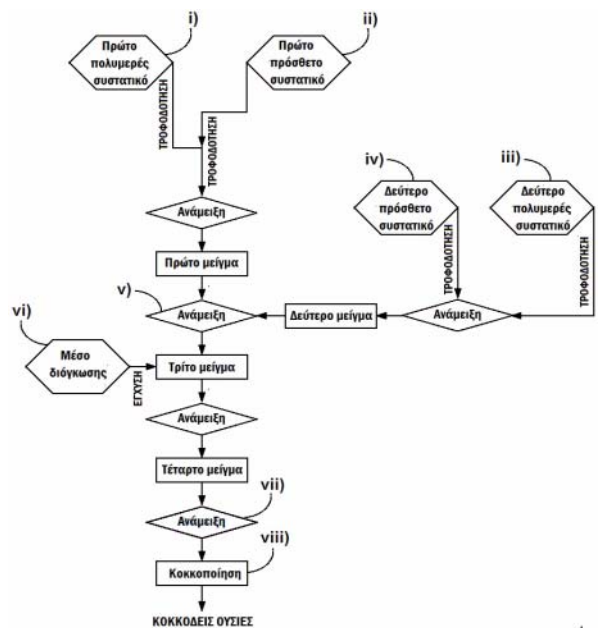 i)
Πρώτο
πολυμερές
συστατικό
ii)
Πρώτο
πρόσθετο
συστατικό
ΤΡΟΦΟΔΟΤΗΣΗ
ΤΡΟΦΟΔΟΤΗΣΗ
iv)
Δεύτερο
πρόσθετο
συστατικό
iii)
Δεύτερο
πολυμερές
συστατικό
ΤΡΟΦΟΔΟΤΗΣΗ
ΤΡΟΦΟΔΟΤΗΣΗ
Ανάμειξη
Πρώτο μείγμα
v)
Ανάμειξη
Δεύτερο μείγμα
Ανάμειξη
vi)
Μέσο
διόγκωσης
ΕΓΧΥΣΗ
Τρίτο μείγμα
Ανάμειξη
Τέταρτο μείγμα
vii)
Ανάμειξη
viii)
Κοκκοποίηση
ΚΟΚΚΟΔΕΙΣ ΟΥΣΙΕΣ